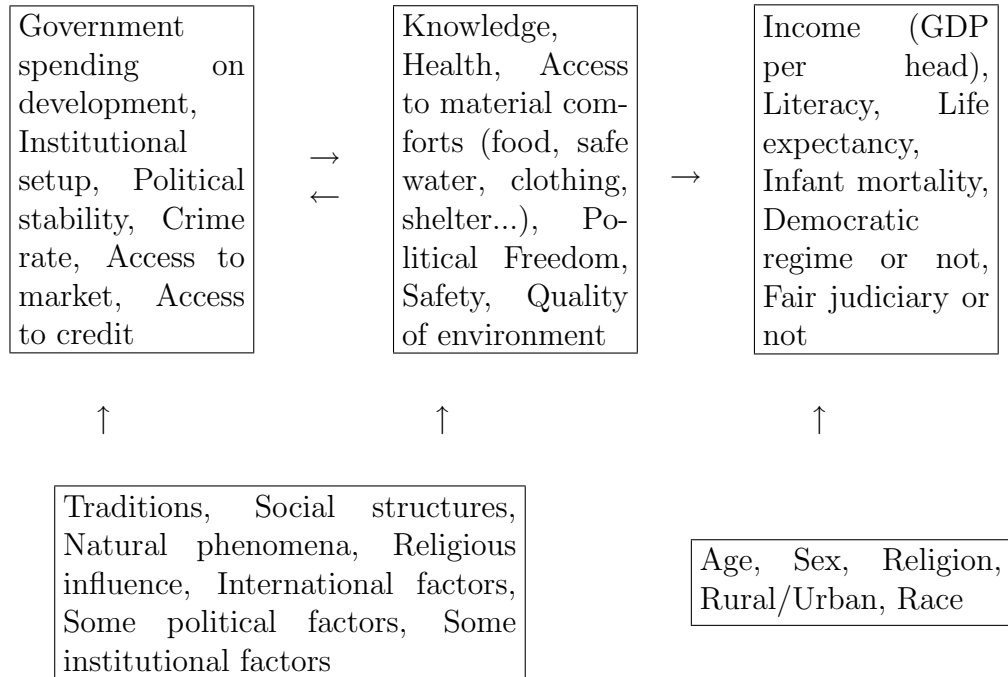 Government
spending on
development,
Institutional
setup, Political
stability, Crime
rate, Access to
market, Access
to credit
→
←
Knowledge,
Health, Access
to material com-
forts (food, safe
water, clothing,
shelter...), Po-
litical Freedom,
Safety, Quality
of environment
→
Income (GDP
per head),
Literacy, Life
expectancy,
Infant mortality,
Democratic
regime or not,
Fair judiciary or
not
↑ ↑ ↑
Traditions, Social structures,
Natural phenomena, Religious
influence, International factors,
Some political factors, Some
institutional factors
Age, Sex, Religion,
Rural/Urban, Race